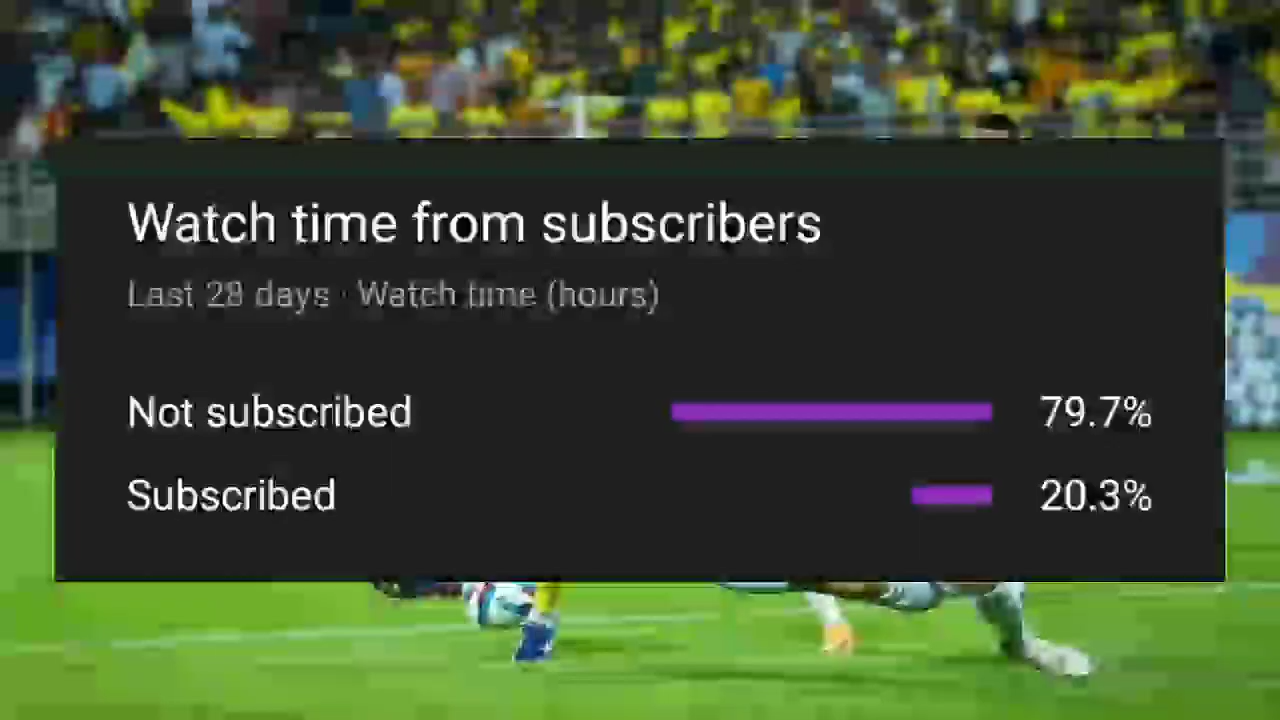 Watch time from subscribers
Last 28 days · Watch time (hours)
Not subscribed 79.7%
Subscribed 20.3%